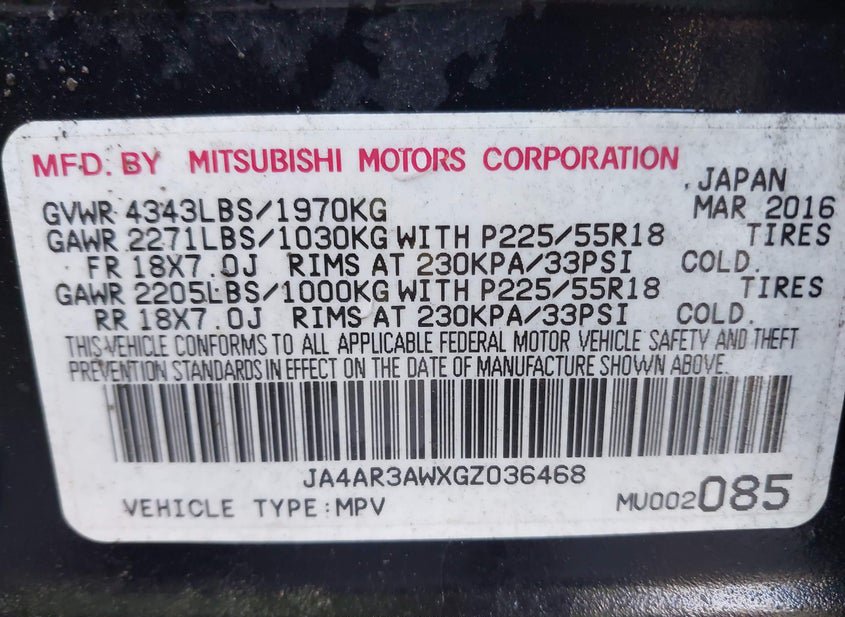 MFD. BY MITSUBISHI MOTORS CORPORATION
JAPAN
GVWR 4343LBS/1970KG MAR 2016
GAWR 2271LBS/1030KG WITH P225/55R18 TIRES
FR 18X7.0J RIMS AT 230KPA/33PSI COLD.
GAWR 2205LBS/1000KG WITH P225/55R18 TIRES
RR 18X7.0J RIMS AT 230KPA/33PSI COLD.
THIS VEHICLE CONFORMS TO ALL APPLICABLE FEDERAL MOTOR VEHICLE SAFETY AND THEFT
PREVENTION STANDARDS IN EFFECT ON THE DATE OF MANUFACTURE SHOWN ABOVE.
JA4AR3AWXGZ036468
VEHICLE TYPE:MPV MU002085